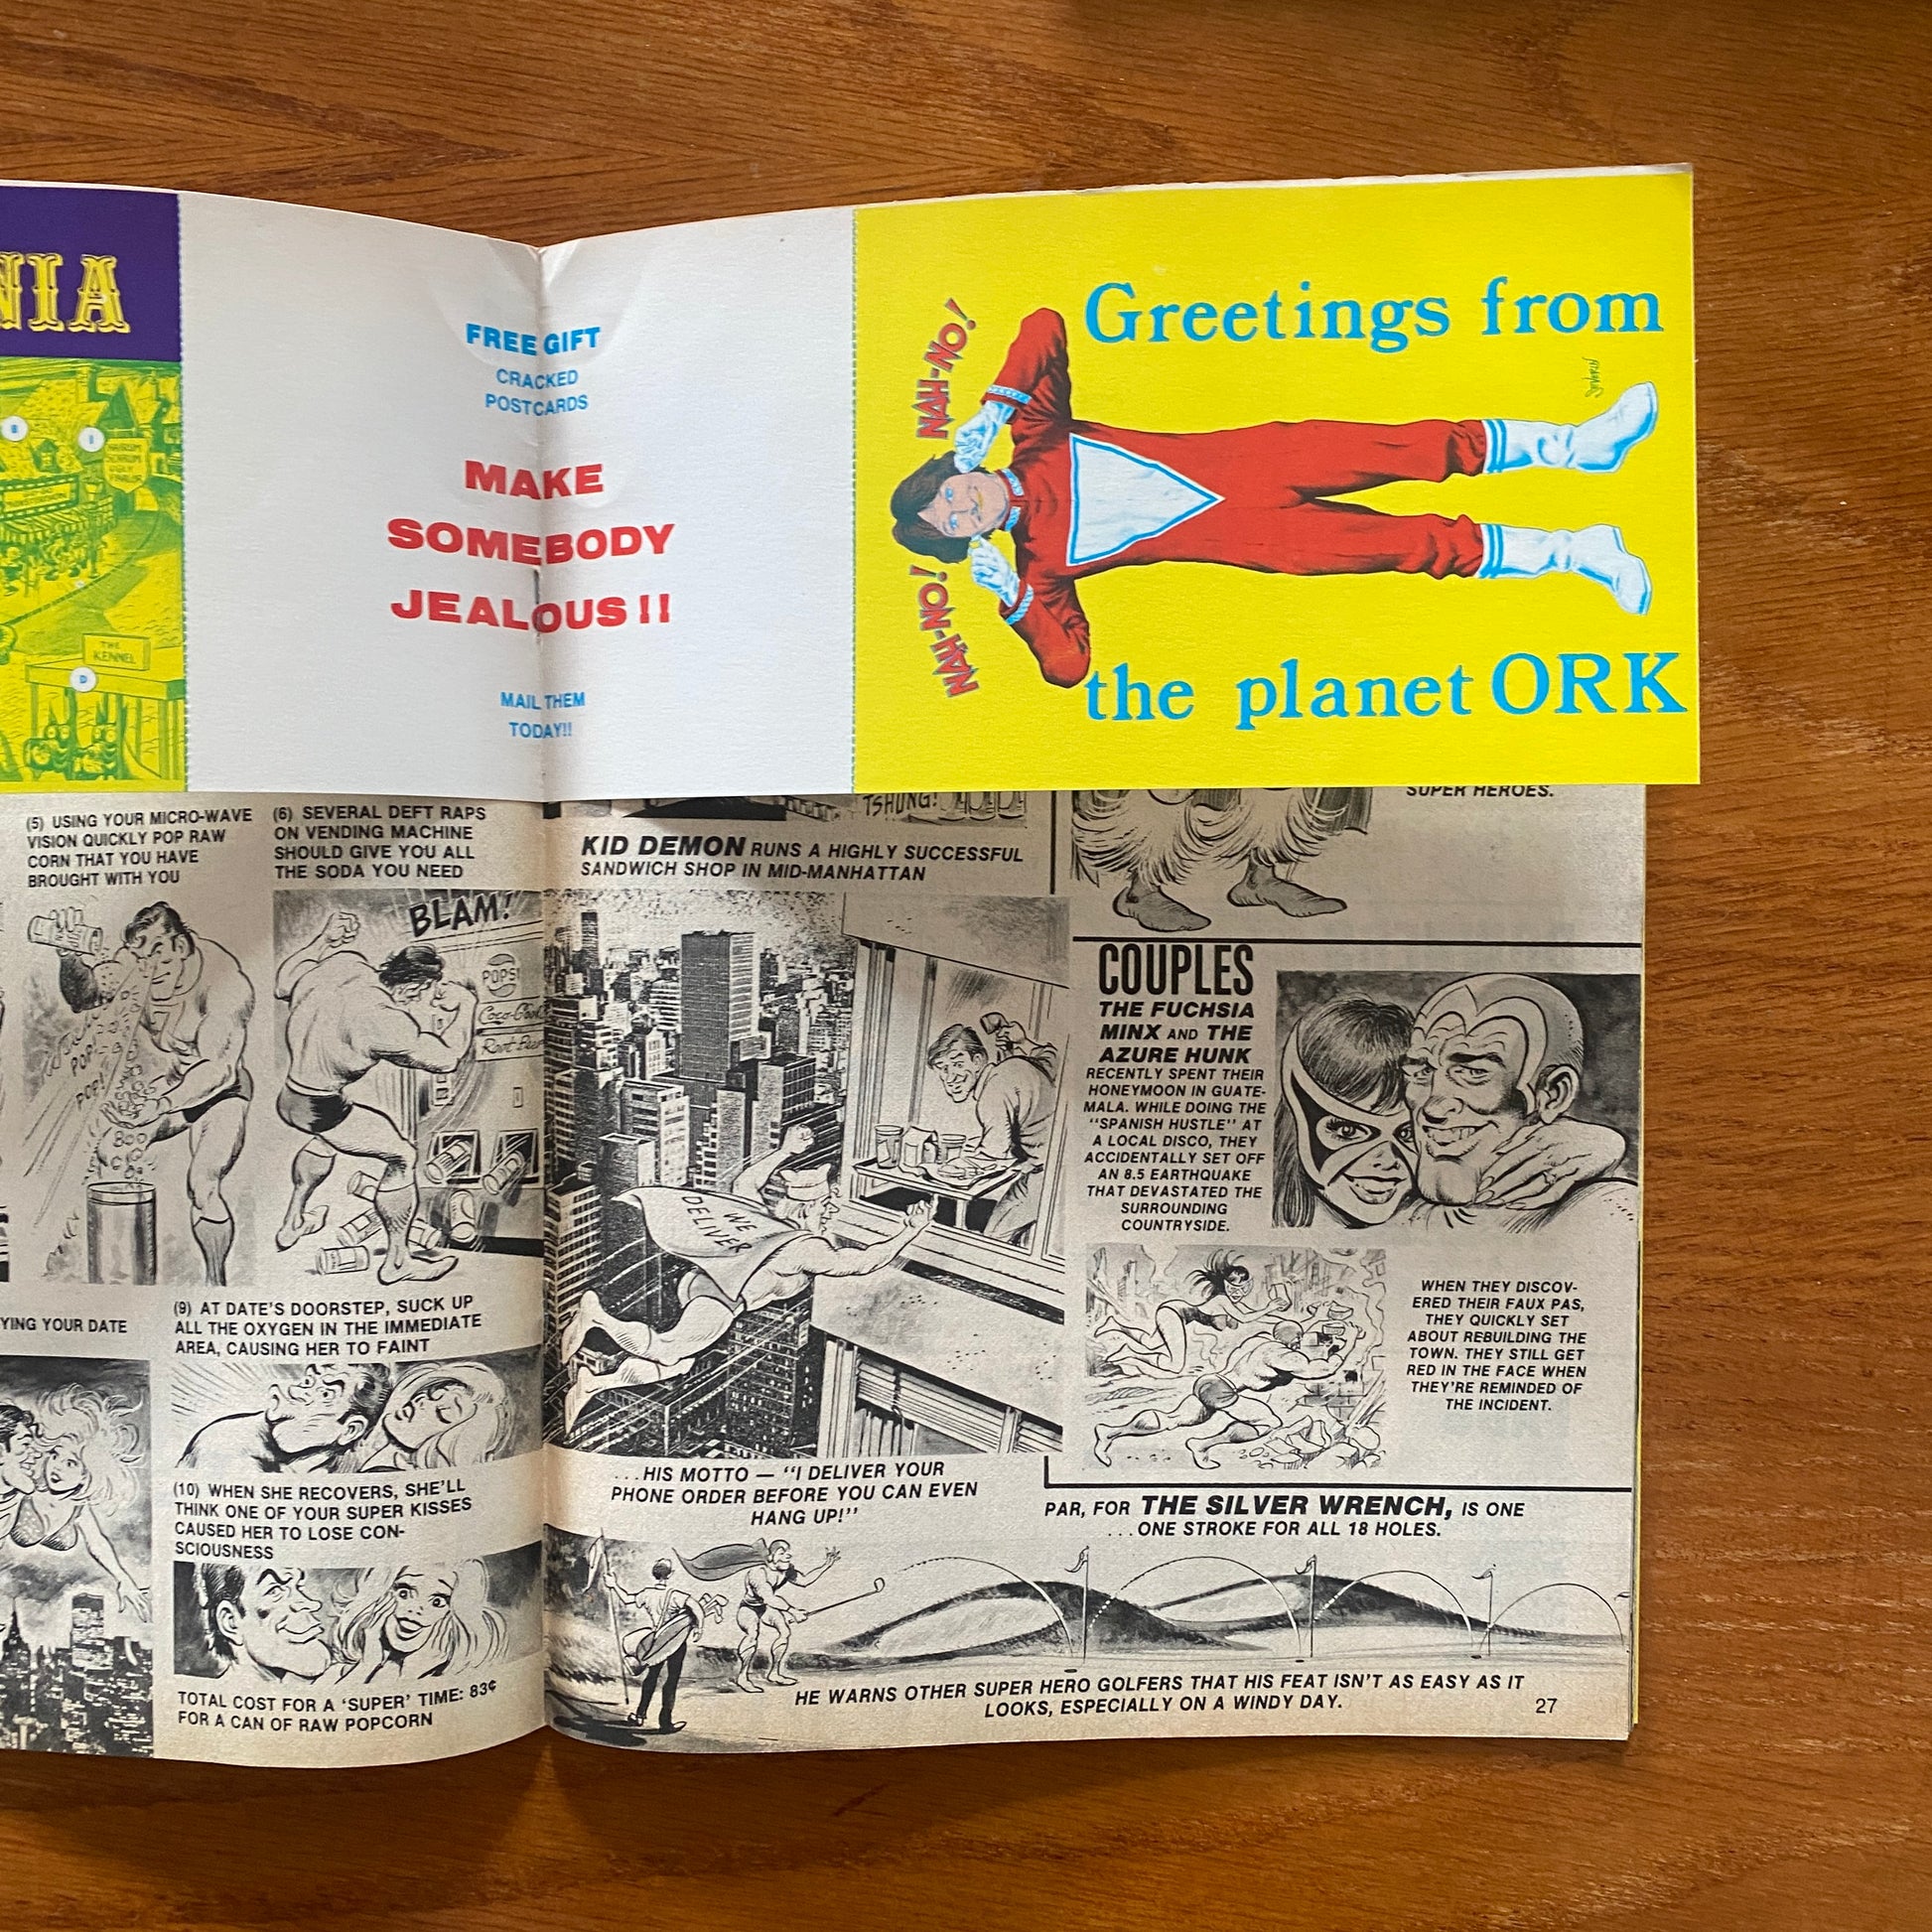 NIA
B
I
THE
KENNEL
D
FREE GIFT
CRACKED
POSTCARDS
MAKE
SOMEBODY
JEALOUS!!
MAIL THEM
TODAY!!
Greetings from
NAH-NO!
NAH-NO!
the planet ORK
(5) USING YOUR MICRO-WAVE
VISION QUICKLY POP RAW
CORN THAT YOU HAVE
BROUGHT WITH YOU
POP!
POP!
(6) SEVERAL DEFT RAPS
ON VENDING MACHINE
SHOULD GIVE YOU ALL
THE SODA YOU NEED
BLAM!
POPS!
Root Beer
YING YOUR DATE
(9) AT DATE'S DOORSTEP, SUCK UP
ALL THE OXYGEN IN THE IMMEDIATE
AREA, CAUSING HER TO FAINT
(10) WHEN SHE RECOVERS, SHE'LL
THINK ONE OF YOUR SUPER KISSES
CAUSED HER TO LOSE CON-
SCIOUSNESS
TOTAL COST FOR A 'SUPER' TIME: 83¢
FOR A CAN OF RAW POPCORN
TSHUNG!
KID DEMON RUNS A HIGHLY SUCCESSFUL
SANDWICH SHOP IN MID-MANHATTAN
WE
DELIVER
...HIS MOTTO — "I DELIVER YOUR
PHONE ORDER BEFORE YOU CAN EVEN
HANG UP!"
SUPER HEROES.
COUPLES
THE FUCHSIA
MINX AND THE
AZURE HUNK
RECENTLY SPENT THEIR
HONEYMOON IN GUATE-
MALA. WHILE DOING THE
"SPANISH HUSTLE" AT
A LOCAL DISCO, THEY
ACCIDENTALLY SET OFF
AN 8.5 EARTHQUAKE
THAT DEVASTATED THE
SURROUNDING
COUNTRYSIDE.
WHEN THEY DISCOV-
ERED THEIR FAUX PAS,
THEY QUICKLY SET
ABOUT REBUILDING THE
TOWN. THEY STILL GET
RED IN THE FACE WHEN
THEY'RE REMINDED OF
THE INCIDENT.
PAR, FOR THE SILVER WRENCH, IS ONE
...ONE STROKE FOR ALL 18 HOLES.
HE WARNS OTHER SUPER HERO GOLFERS THAT HIS FEAT ISN'T AS EASY AS IT
LOOKS, ESPECIALLY ON A WINDY DAY.
27